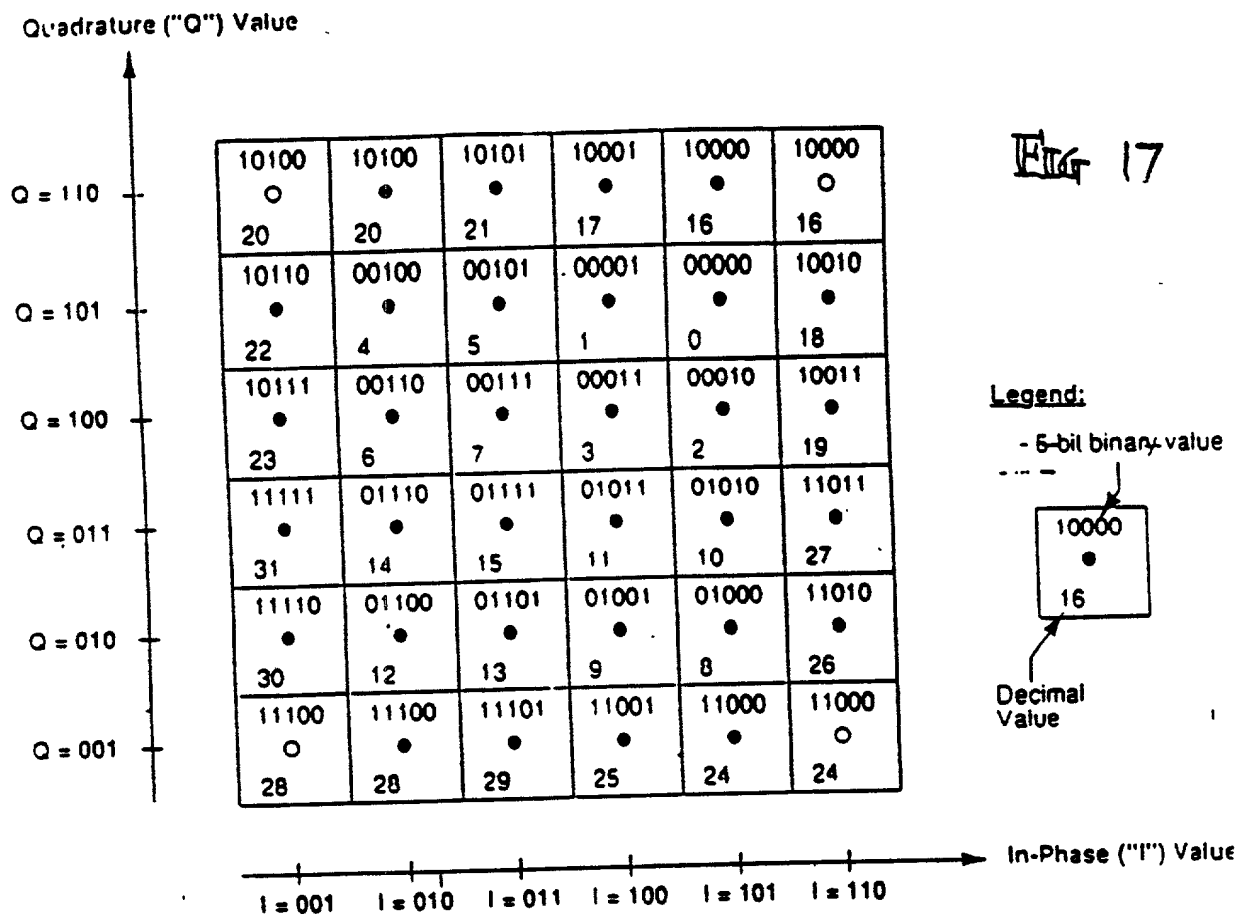 Quadrature ("Q") Value
FIG 17
10100 10100 10101 10001 10000 10000
Q = 110
20 20 21 17 16 16
10110 00100 00101 00001 00000 10010
Q = 101
22 4 5 1 0 18
10111 00110 00111 00011 00010 10011
Q = 100
23 6 7 3 2 19
11111 01110 01111 01011 01010 11011
Q = 011
31 14 15 11 10 27
11110 01100 01101 01001 01000 11010
Q = 010
30 12 13 9 8 26
11100 11100 11101 11001 11000 11000
Q = 001
28 28 29 25 24 24
Legend:
- 5-bit binary value
10000
16
Decimal
Value
In-Phase ("I") Value
I = 001 I = 010 I = 011 I = 100 I = 101 I = 110